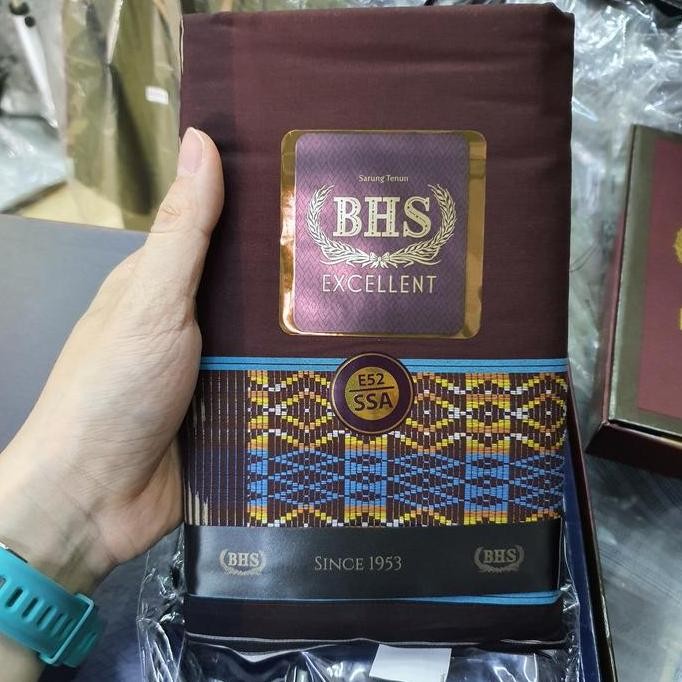 Sarung Tenun
BHS
EXCELLENT
E52
SSA
BHS
SINCE 1953
BHS